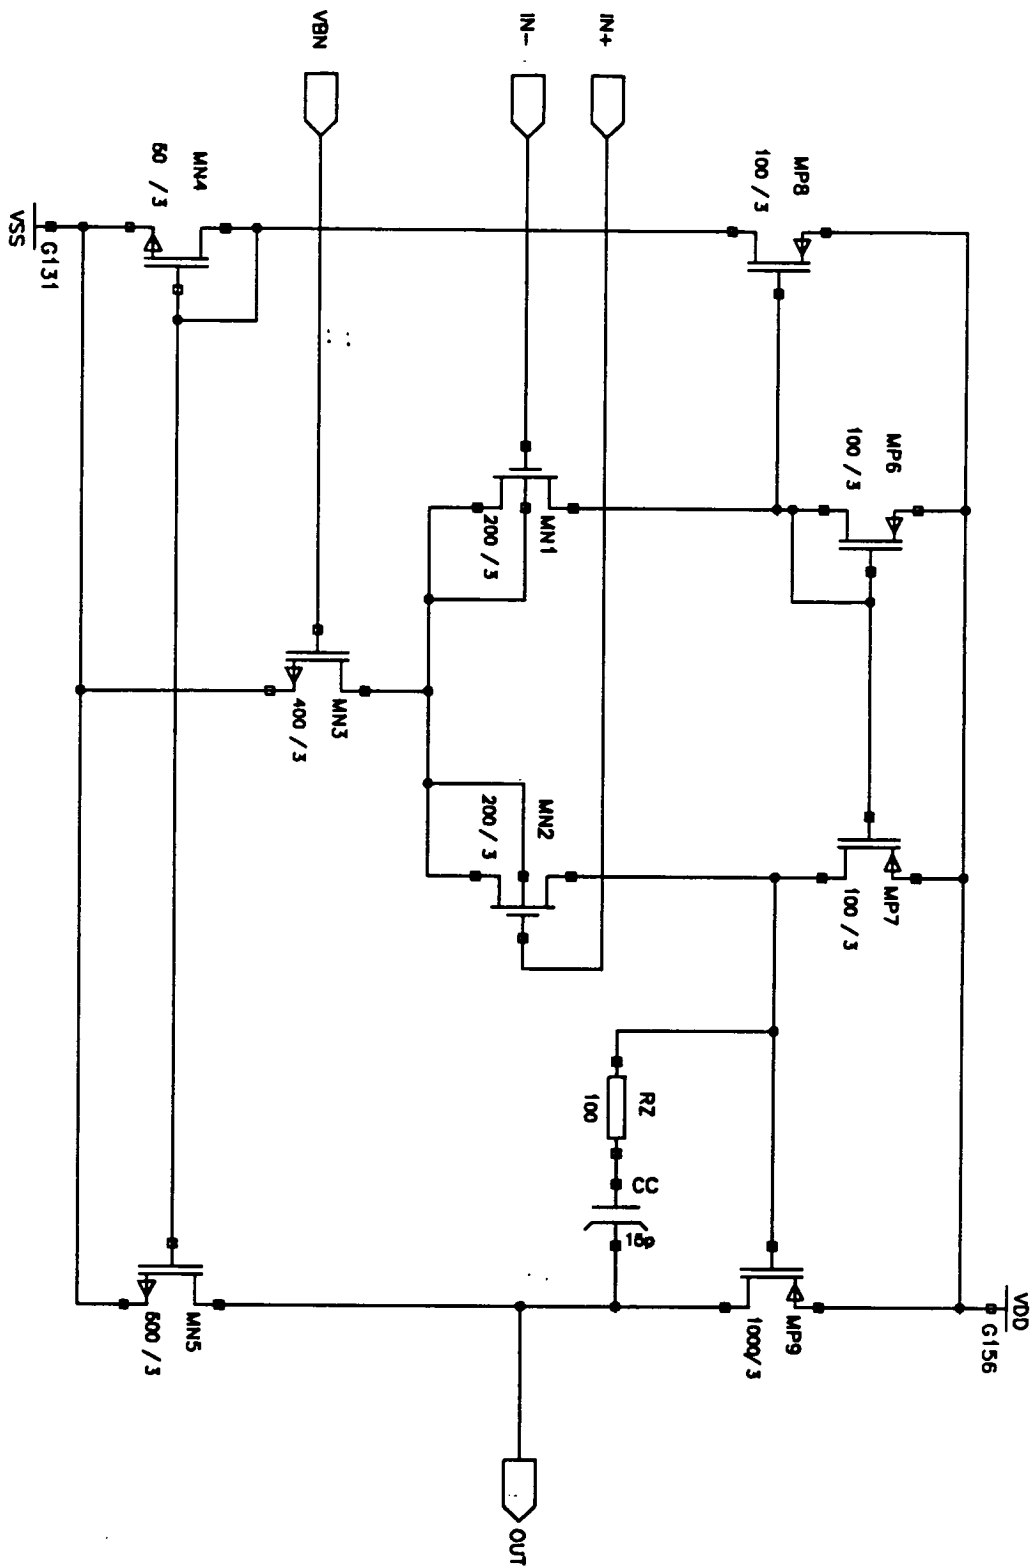 VDD
G156
MP8
100 / 3
MP6
100 / 3
MP7
100 / 3
MP9
1000/3
IN+
IN-
MN1
200 / 3
MN2
200 / 3
RZ
100
CC
15p
OUT
VBN
MN3
400 / 3
MN4
50 / 3
MN5
500 / 3
G131
VSS